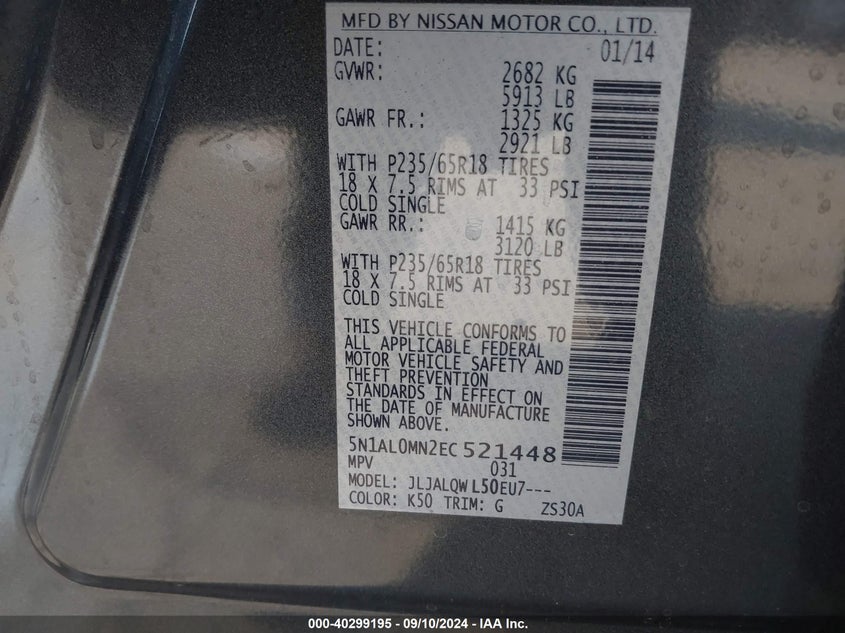 MFD BY NISSAN MOTOR CO., LTD.
DATE: 01/14
GVWR: 2682 KG
5913 LB
GAWR FR.: 1325 KG
2921 LB
WITH P235/65R18 TIRES
18 X 7.5 RIMS AT 33 PSI
COLD SINGLE
GAWR RR.: 1415 KG
3120 LB
WITH P235/65R18 TIRES
18 X 7.5 RIMS AT 33 PSI
COLD SINGLE
THIS VEHICLE CONFORMS TO
ALL APPLICABLE FEDERAL
MOTOR VEHICLE SAFETY AND
THEFT PREVENTION
STANDARDS IN EFFECT ON
THE DATE OF MANUFACTURE
SHOWN ABOVE.
5N1AL0MN2EC521448
MPV 031
MODEL: JLJALQWL50EU7---
COLOR: K50 TRIM: G ZS30A
000-40299195 - 09/10/2024 - IAA, Inc.